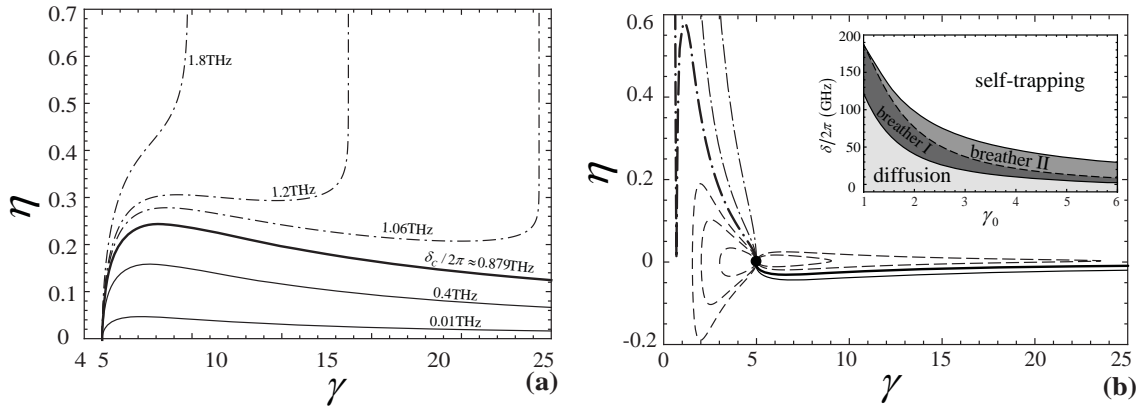 η
0.7
0.6
0.5
0.4
0.3
0.2
0.1
0
1.8THz
1.2THz
1.06THz
δc / 2π ≈0.879THz
0.4THz
0.01THz
4 5 10 15 20 25
γ
(a)
η
0.6
0.4
0.2
0
-0.2
0 5 10 15 20 25
γ
(b)
δ/2π (GHz)
200
150
100
50
0
self-trapping
breather I
breather II
diffusion
1 2 3 4 5 6
γ0